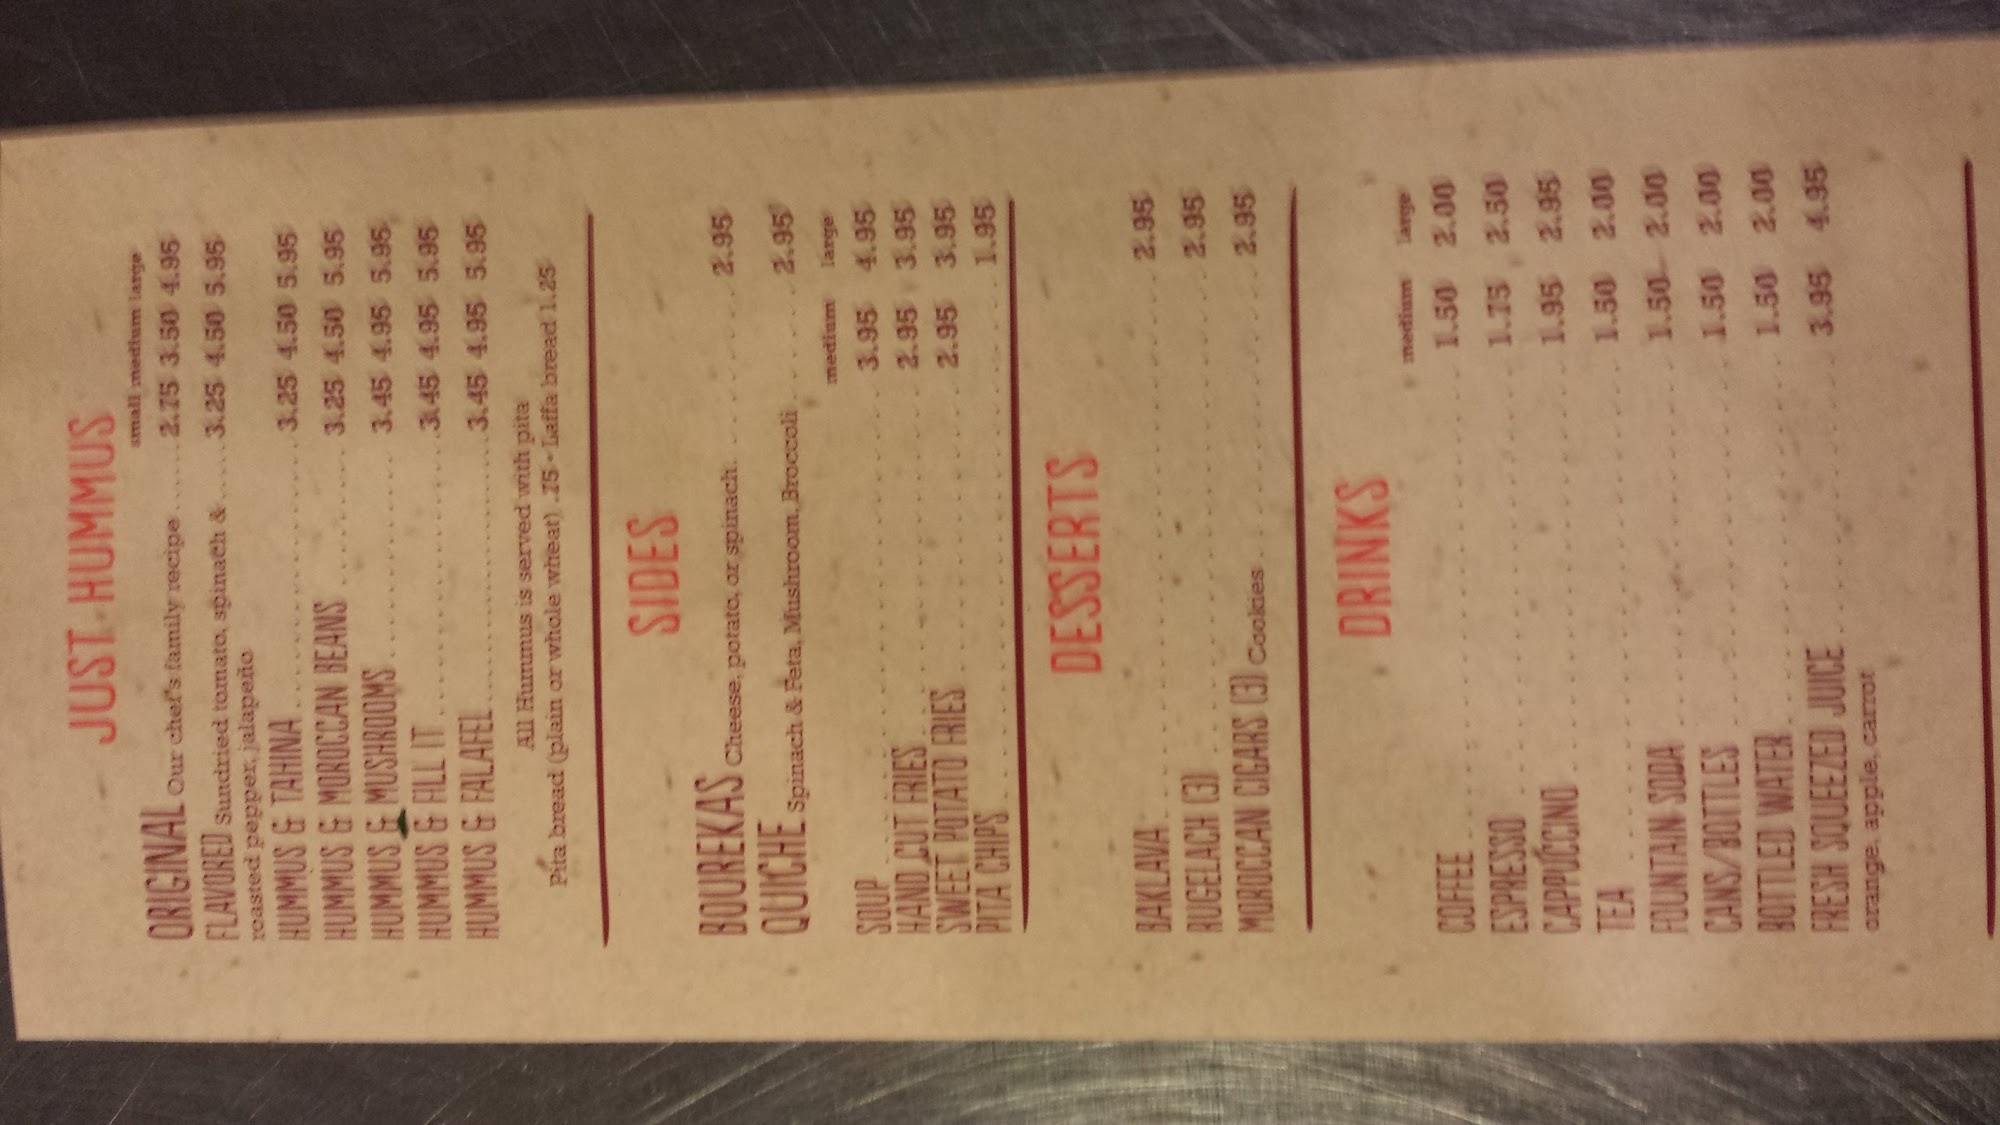 JUST HUMMUS
small medium large
ORIGINAL Our chef's family recipe ...... 2.75 3.50 4.95
FLAVORED Sundried tomato, spinach & ..... 3.25 4.50 5.95
roasted pepper, jalapeño
HUMMUS & TAHINA ........ 3.25 4.50 5.95
HUMMUS & MOROCCAN BEANS ........ 3.25 4.50 5.95
HUMMUS & MUSHROOMS ........ 3.45 4.95 5.95
HUMMUS & FILL IT ........ 3.45 4.95 5.95
HUMMUS & FALAFEL ........ 3.45 4.95 5.95
All Hummus is served with pita
Pita bread (plain or whole wheat) .75 - Laffa bread 1.25
SIDES
BOUREKAS Cheese, potato, or spinach. ........ 2.95
QUICHE Spinach & Feta, Mushroom, Broccoli ...... 2.95
medium large
SOUP ........ 3.95 4.95
HAND CUT FRIES ........ 2.95 3.95
SWEET POTATO FRIES ........ 2.95 3.95
PITA CHIPS ........ 1.95
DESSERTS
BAKLAVA ........ 2.95
RUGELACH (3) ........ 2.95
MOROCCAN CIGARS (3) Cookies ........ 2.95
DRINKS
medium large
COFFEE ........ 1.50 2.00
ESPRESSO ........ 1.75 2.50
CAPPUCCINO ........ 1.95 2.95
TEA ........ 1.50 2.00
FOUNTAIN SODA ........ 1.50 2.00
CANS/BOTTLES ........ 1.50 2.00
BOTTLED WATER ........ 1.50 2.00
FRESH SQUEEZED JUICE ........ 3.95 4.95
orange, apple, carrot